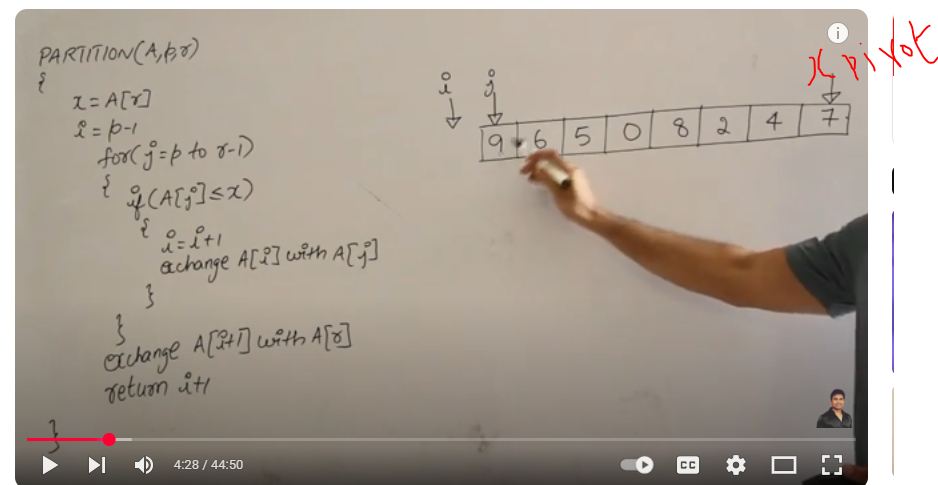 PARTITION(A,p,r)
{
x = A[r]
i = p-1
for(j=p to r-1)
{ if(A[j] ≤ x)
{ i = i+1
exchange A[i] with A[j]
}
}
exchange A[i+1] with A[r]
return i+1
}
x pivot
i j
9 6 5 0 8 2 4 7
4:28 / 44:50
CC